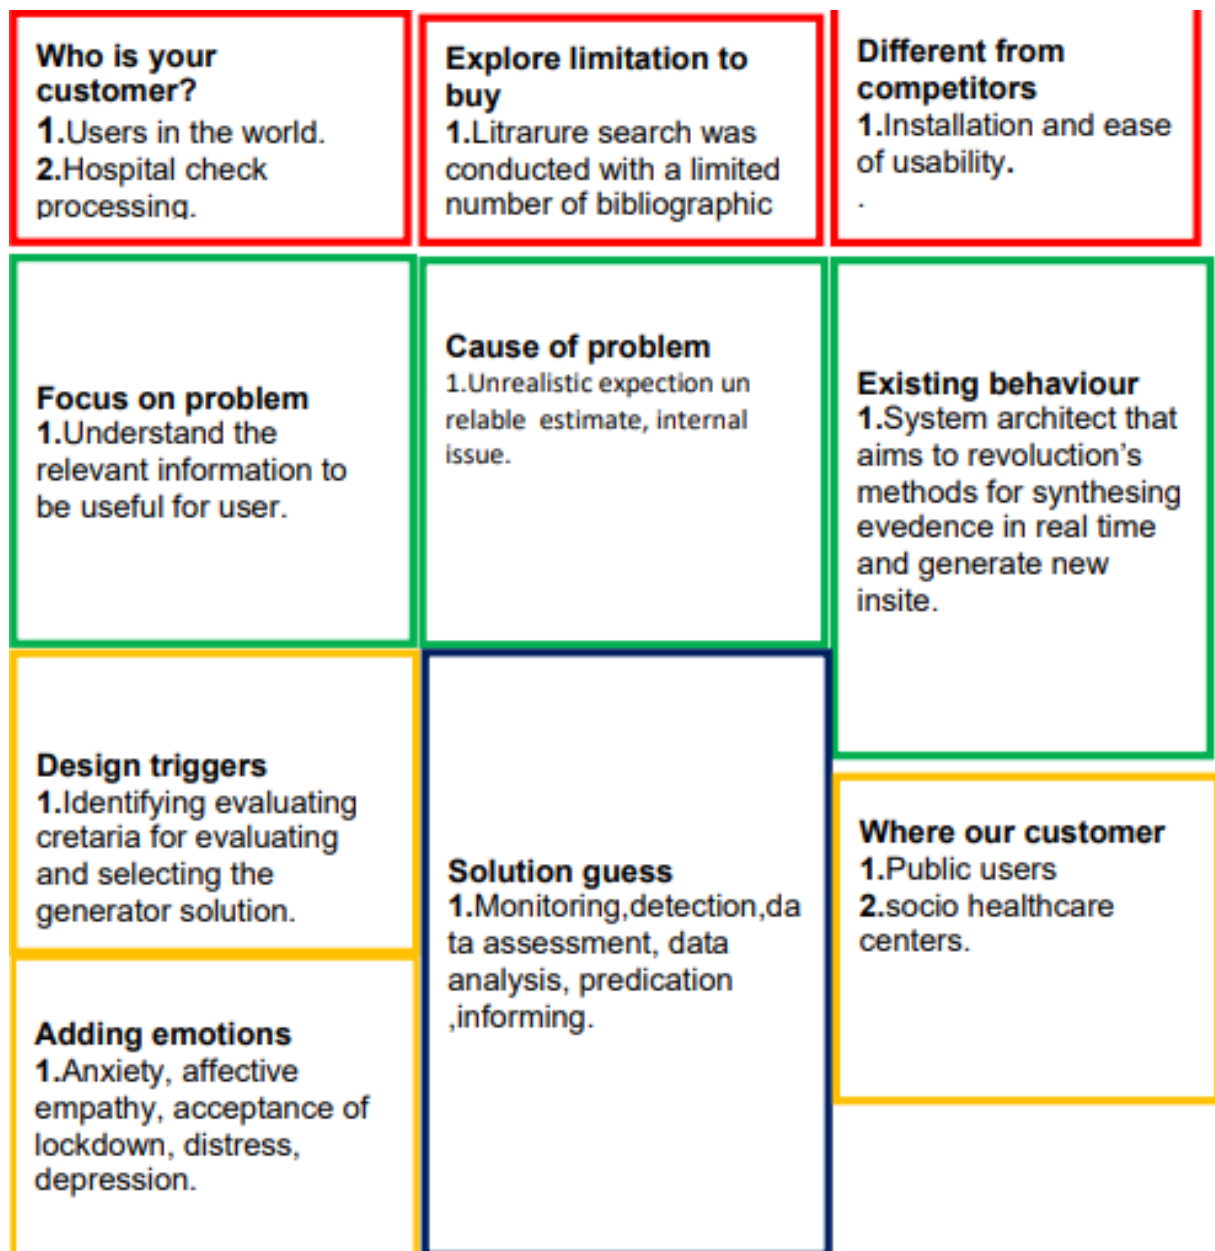 Who is your
customer?
1.Users in the world.
2.Hospital check
processing.
Explore limitation to
buy
1.Litrarure search was
conducted with a limited
number of bibliographic
Different from
competitors
1.Installation and ease
of usability.
.
Focus on problem
1.Understand the
relevant information to
be useful for user.
Cause of problem
1.Unrealistic expection un
relable estimate, internal
issue.
Existing behaviour
1.System architect that
aims to revoluction's
methods for synthesing
evedence in real time
and generate new
insite.
Design triggers
1.Identifying evaluating
cretaria for evaluating
and selecting the
generator solution.
Solution guess
1.Monitoring,detection,da
ta assessment, data
analysis, predication
,informing.
Where our customer
1.Public users
2.socio healthcare
centers.
Adding emotions
1.Anxiety, affective
empathy, acceptance of
lockdown, distress,
depression.